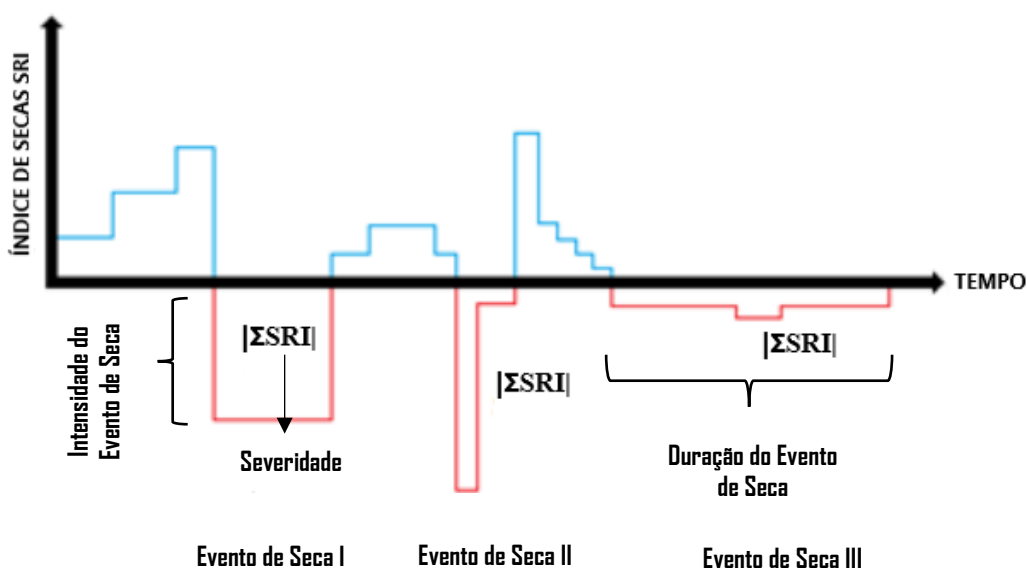 ÍNDICE DE SECAS SRI
TEMPO
Intensidade do
Evento de Seca
|ΣSRI|
Severidade
|ΣSRI|
|ΣSRI|
Duração do Evento
de Seca
Evento de Seca I
Evento de Seca II
Evento de Seca III